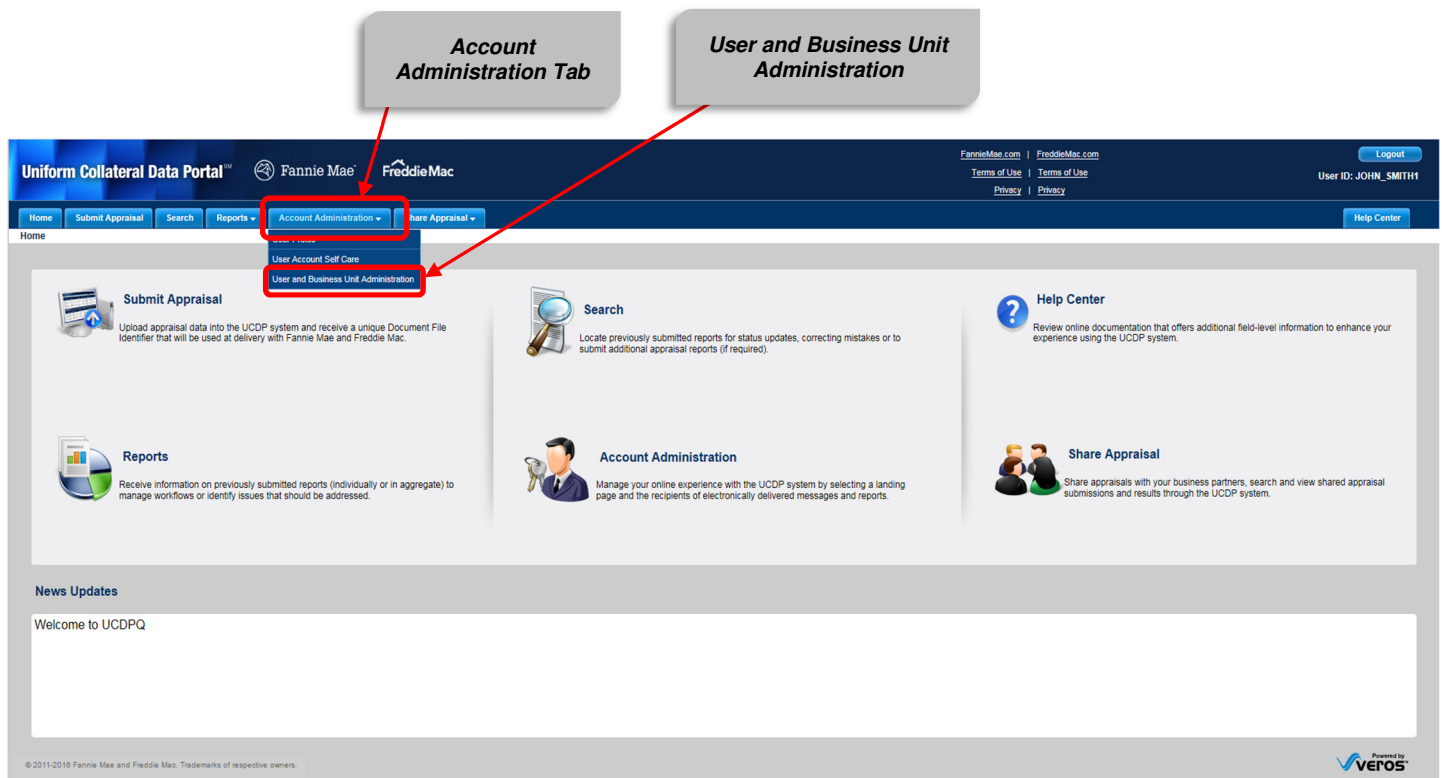 Account
Administration Tab
User and Business Unit
Administration
Uniform Collateral Data Portal℠
Fannie Mae
Freddie Mac
FannieMae.com | FreddieMac.com
Terms of Use | Terms of Use
Privacy | Privacy
Logout
User ID: JOHN_SMITH1
Home
Submit Appraisal
Search
Reports
Account Administration
Share Appraisal
Help Center
Home
User Profile
User Account Self Care
User and Business Unit Administration
Submit Appraisal
Upload appraisal data into the UCDP system and receive a unique Document File
Identifier that will be used at delivery with Fannie Mae and Freddie Mac.
Search
Locate previously submitted reports for status updates, correcting mistakes or to
submit additional appraisal reports (if required).
Help Center
Review online documentation that offers additional field-level information to enhance your
experience using the UCDP system.
Reports
Receive information on previously submitted reports (individually or in aggregate) to
manage workflows or identify issues that should be addressed.
Account Administration
Manage your online experience with the UCDP system by selecting a landing
page and the recipients of electronically delivered messages and reports.
Share Appraisal
Share appraisals with your business partners, search and view shared appraisal
submissions and results through the UCDP system.
News Updates
Welcome to UCDPQ
© 2011-2016 Fannie Mae and Freddie Mac. Trademarks of respective owners.
Powered by
veros